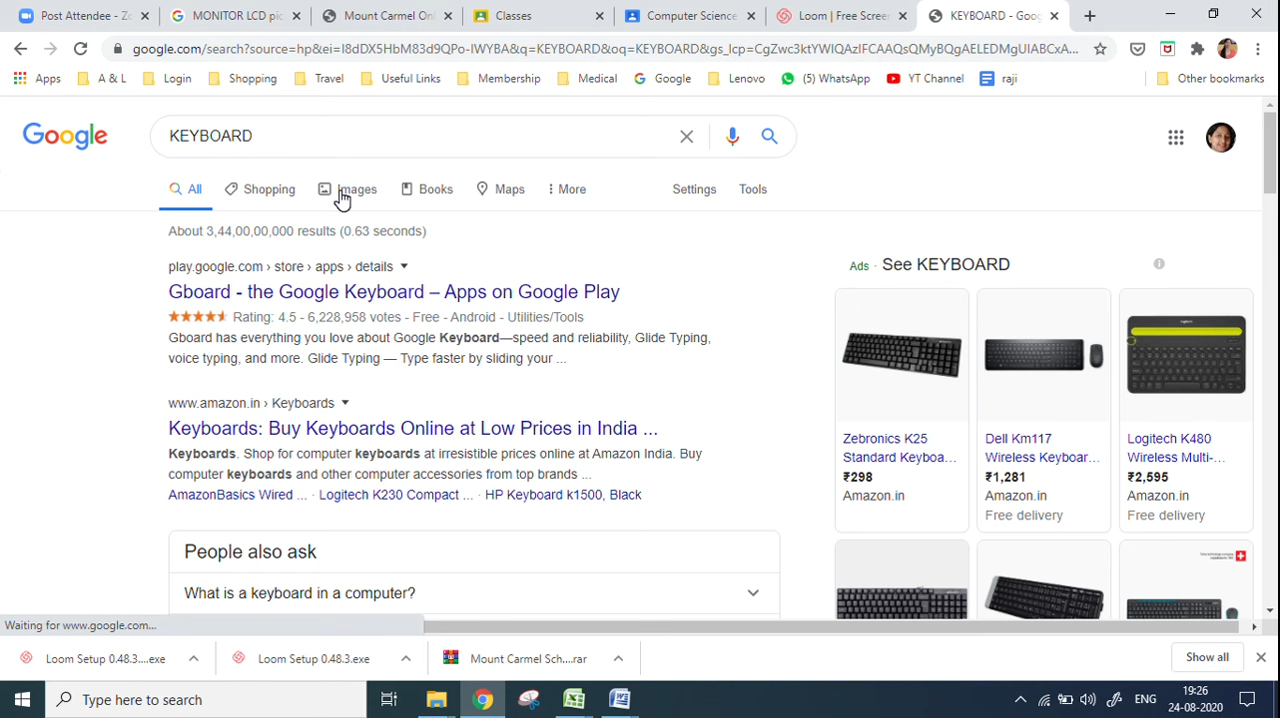 Post Attendee - Zo
MONITOR LCD pic
Mount Carmel Onl
Classes
Computer Science
Loom | Free Screen
KEYBOARD - Goog
google.com/search?source=hp&ei=I8dDX5HbM83d9QPo-IWYBA&q=KEYBOARD&oq=KEYBOARD&gs_lcp=CgZwc3ktYWIQAzIFCAAQsQMyBQgAELEDMgUIABCxA...
Apps
A & L
Login
Shopping
Travel
Useful Links
Membership
Medical
Google
Lenovo
(5) WhatsApp
YT Channel
raji
Other bookmarks
Google
KEYBOARD
All
Shopping
Images
Books
Maps
More
Settings
Tools
About 3,44,00,00,000 results (0.63 seconds)
play.google.com › store › apps › details
Gboard - the Google Keyboard – Apps on Google Play
Rating: 4.5 - 6,228,958 votes - Free - Android - Utilities/Tools
Gboard has everything you love about Google Keyboard—speed and reliability, Glide Typing,
voice typing, and more. Glide Typing — Type faster by sliding your ...
www.amazon.in › Keyboards
Keyboards: Buy Keyboards Online at Low Prices in India ...
Keyboards. Shop for computer keyboards at irresistible prices online at Amazon India. Buy
computer keyboards and other computer accessories from top brands ...
AmazonBasics Wired ... · Logitech K230 Compact ... · HP Keyboard k1500, Black
People also ask
What is a keyboard in a computer?
Ads · See KEYBOARD
Zebronics K25
Standard Keyboa...
₹298
Amazon.in
Dell Km117
Wireless Keyboar...
₹1,281
Amazon.in
Free delivery
Logitech K480
Wireless Multi-...
₹2,595
Amazon.in
Free delivery
Waiting for www.google.com...
Loom Setup 0.48.3....exe
Loom Setup 0.48.3.exe
Mount Carmel Sch....rar
Show all
Type here to search
ENG
19:26
24-08-2020